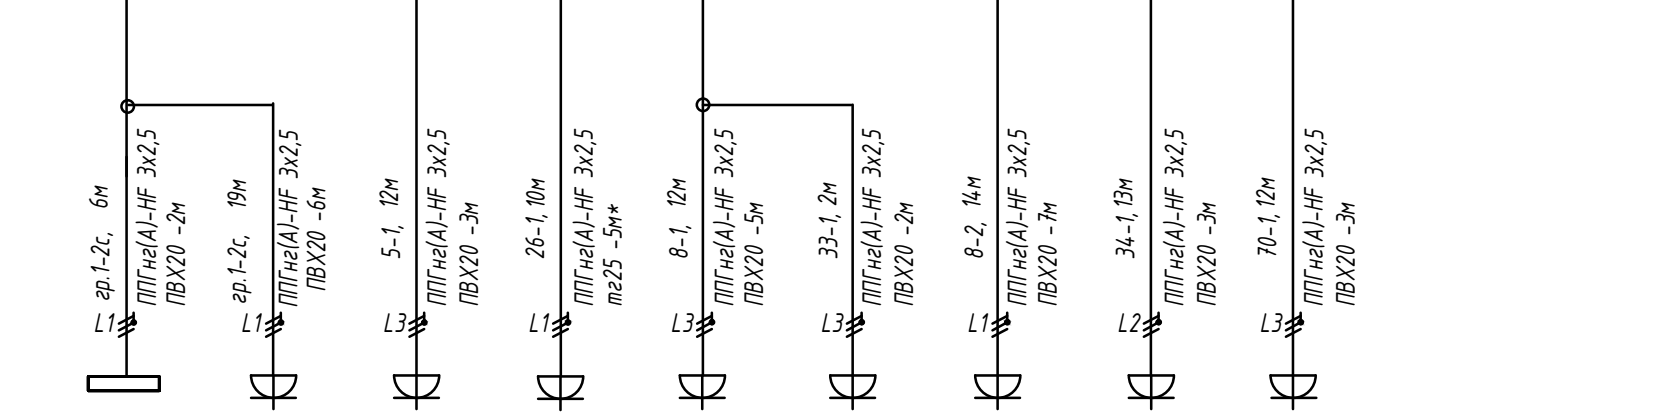 гр.1-2с, 6м
ППГнг(А)-HF 3х2,5
ПВХ20 -2м
L1
гр.1-2с, 19м
ППГнг(А)-HF 3х2,5
ПВХ20 -6м
L1
5-1, 12м
ППГнг(А)-HF 3х2,5
ПВХ20 -3м
L3
26-1, 10м
ППГнг(А)-HF 3х2,5
тг25 -5м*
L1
8-1, 12м
ППГнг(А)-HF 3х2,5
ПВХ20 -5м
L3
33-1, 2м
ППГнг(А)-HF 3х2,5
ПВХ20 -2м
L3
8-2, 14м
ППГнг(А)-HF 3х2,5
ПВХ20 -7м
L1
34-1, 13м
ППГнг(А)-HF 3х2,5
ПВХ20 -3м
L2
70-1, 12м
ППГнг(А)-HF 3х2,5
ПВХ20 -3м
L3